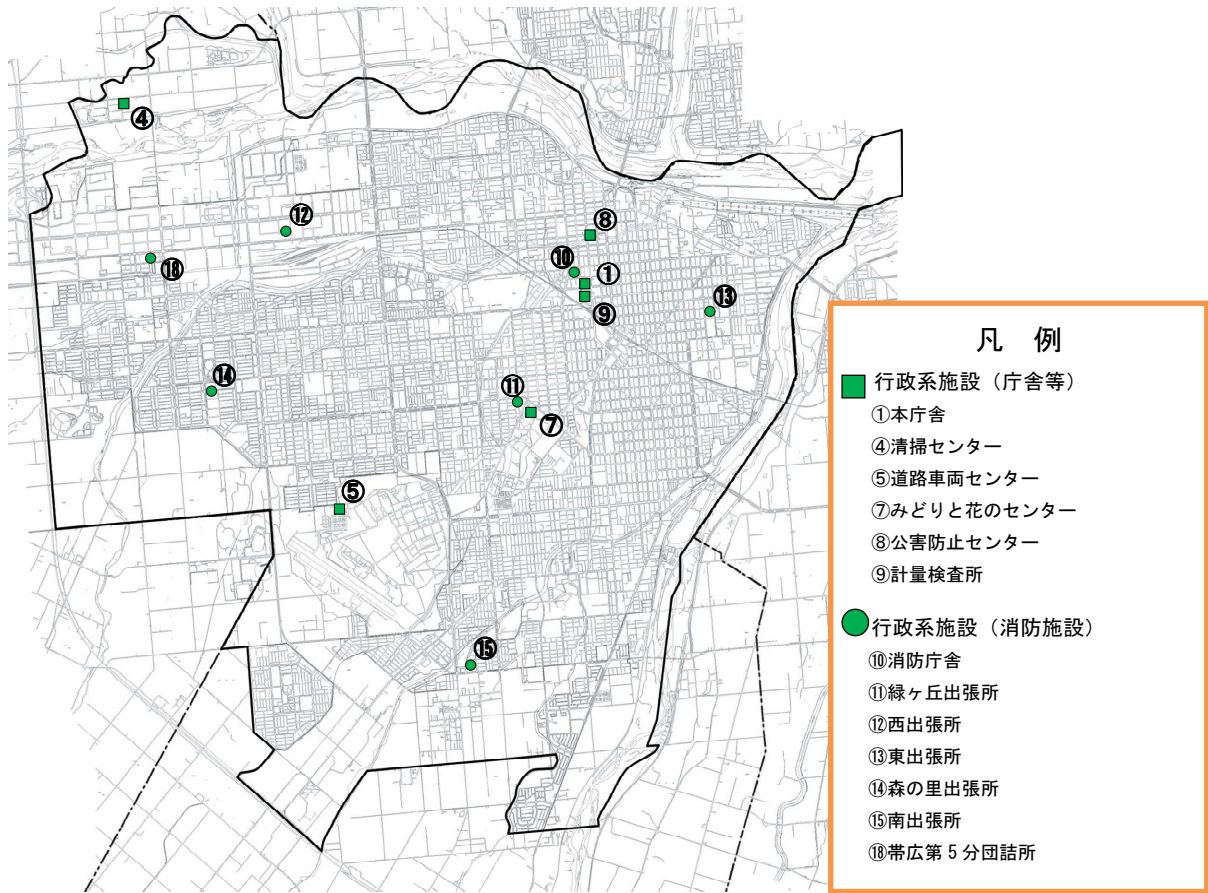 ④
⑫
⑧
⑱
⑩
①
⑬
⑨
⑭
⑪
⑦
⑤
⑮
凡 例
行政系施設（庁舎等）
①本庁舎
④清掃センター
⑤道路車両センター
⑦みどりと花のセンター
⑧公害防止センター
⑨計量検査所
行政系施設（消防施設）
⑩消防庁舎
⑪緑ヶ丘出張所
⑫西出張所
⑬東出張所
⑭森の里出張所
⑮南出張所
⑱帯広第５分団詰所